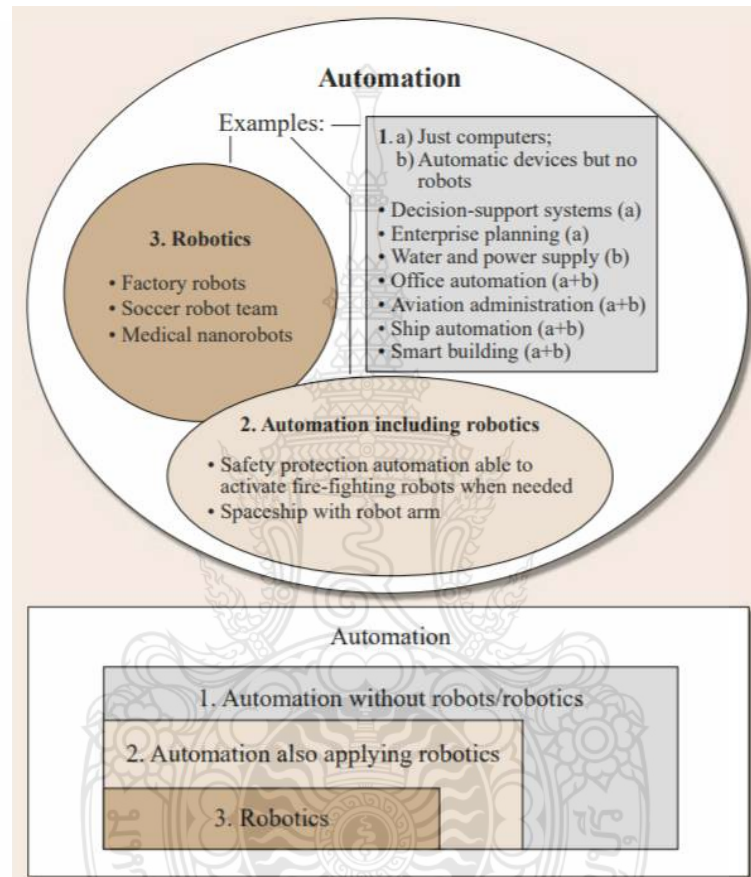 Automation
Examples:
1. a) Just computers;
b) Automatic devices but no
robots
• Decision-support systems (a)
• Enterprise planning (a)
• Water and power supply (b)
• Office automation (a+b)
• Aviation administration (a+b)
• Ship automation (a+b)
• Smart building (a+b)
3. Robotics
• Factory robots
• Soccer robot team
• Medical nanorobots
2. Automation including robotics
• Safety protection automation able to
activate fire-fighting robots when needed
• Spaceship with robot arm
Automation
1. Automation without robots/robotics
2. Automation also applying robotics
3. Robotics